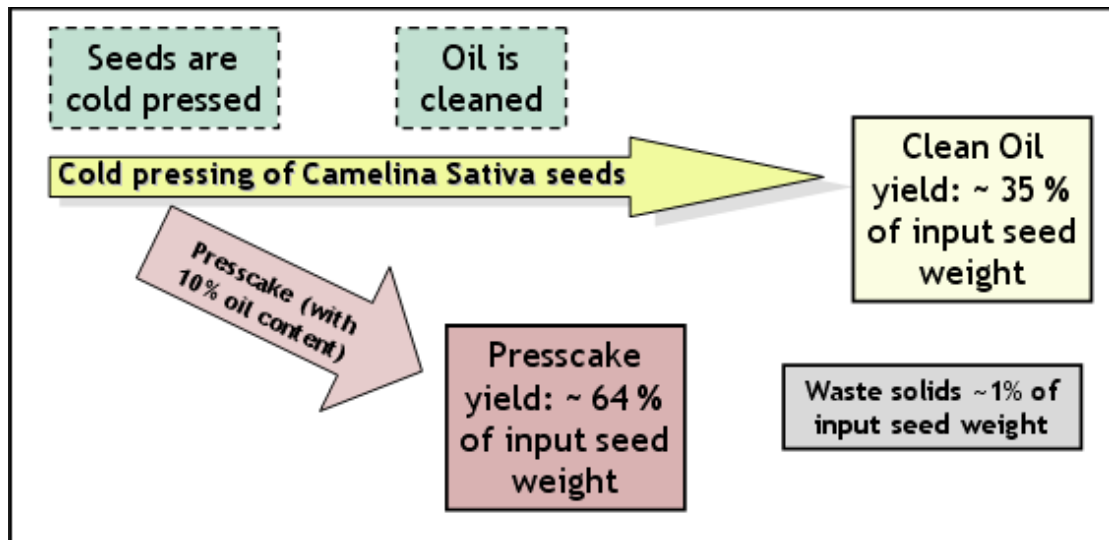 Seeds are
cold pressed
Oil is
cleaned
Cold pressing of Camelina Sativa seeds
Clean Oil
yield: ~ 35 %
of input seed
weight
Presscake (with
10% oil content)
Presscake
yield: ~ 64 %
of input seed
weight
Waste solids ~1% of
input seed weight